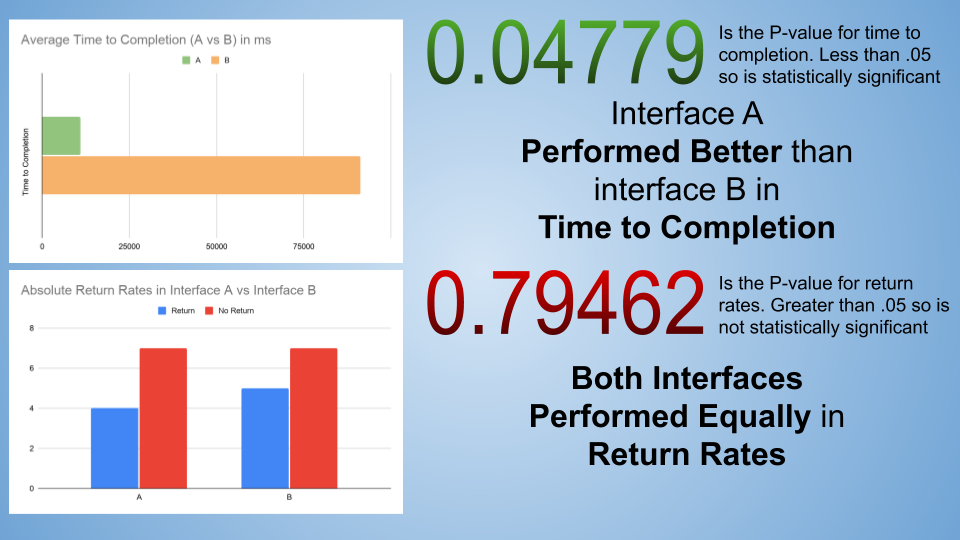 Average Time to Completion (A vs B) in ms
A B
Time to Completion
0 25000 50000 75000
0.04779
Is the P-value for time to
completion. Less than .05
so is statistically significant
Interface A
Performed Better than
interface B in
Time to Completion
Absolute Return Rates in Interface A vs Interface B
Return No Return
8
6
4
2
0
A B
0.79462
Is the P-value for return
rates. Greater than .05 so is
not statistically significant
Both Interfaces
Performed Equally in
Return Rates